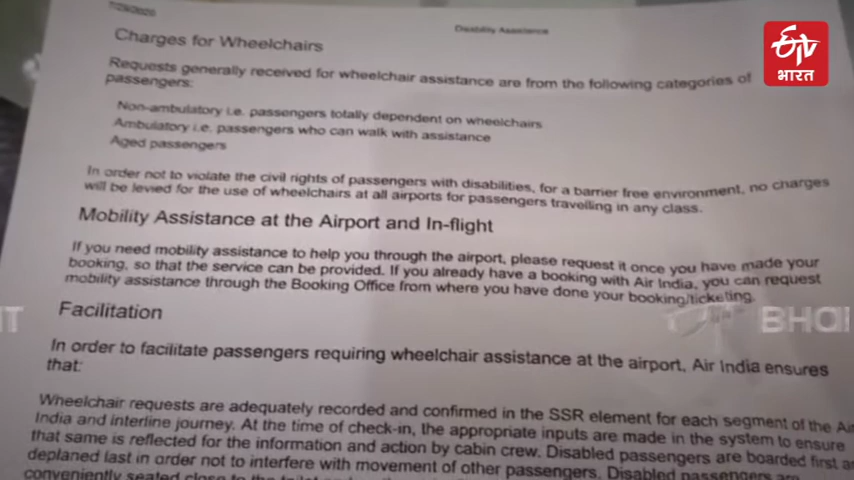 7/29/2020
Disability Assistance
ETV
भारत
Charges for Wheelchairs
Requests generally received for wheelchair assistance are from the following categories of
passengers:
Non-ambulatory i.e. passengers totally dependent on wheelchairs
Ambulatory i.e. passengers who can walk with assistance
Aged passengers
In order not to violate the civil rights of passengers with disabilities, for a barrier free environment, no charges
will be levied for the use of wheelchairs at all airports for passengers travelling in any class.
Mobility Assistance at the Airport and In-flight
If you need mobility assistance to help you through the airport, please request it once you have made your
booking, so that the service can be provided. If you already have a booking with Air India, you can request
mobility assistance through the Booking Office from where you have done your booking/ticketing.
Facilitation
In order to facilitate passengers requiring wheelchair assistance at the airport, Air India ensures
that:
Wheelchair requests are adequately recorded and confirmed in the SSR element for each segment of the Air
India and interline journey. At the time of check-in, the appropriate inputs are made in the system to ensure
that same is reflected for the information and action by cabin crew. Disabled passengers are boarded first
deplaned last in order not to interfere with movement of other passengers. Disabled passengers are
conveniently seated close to the